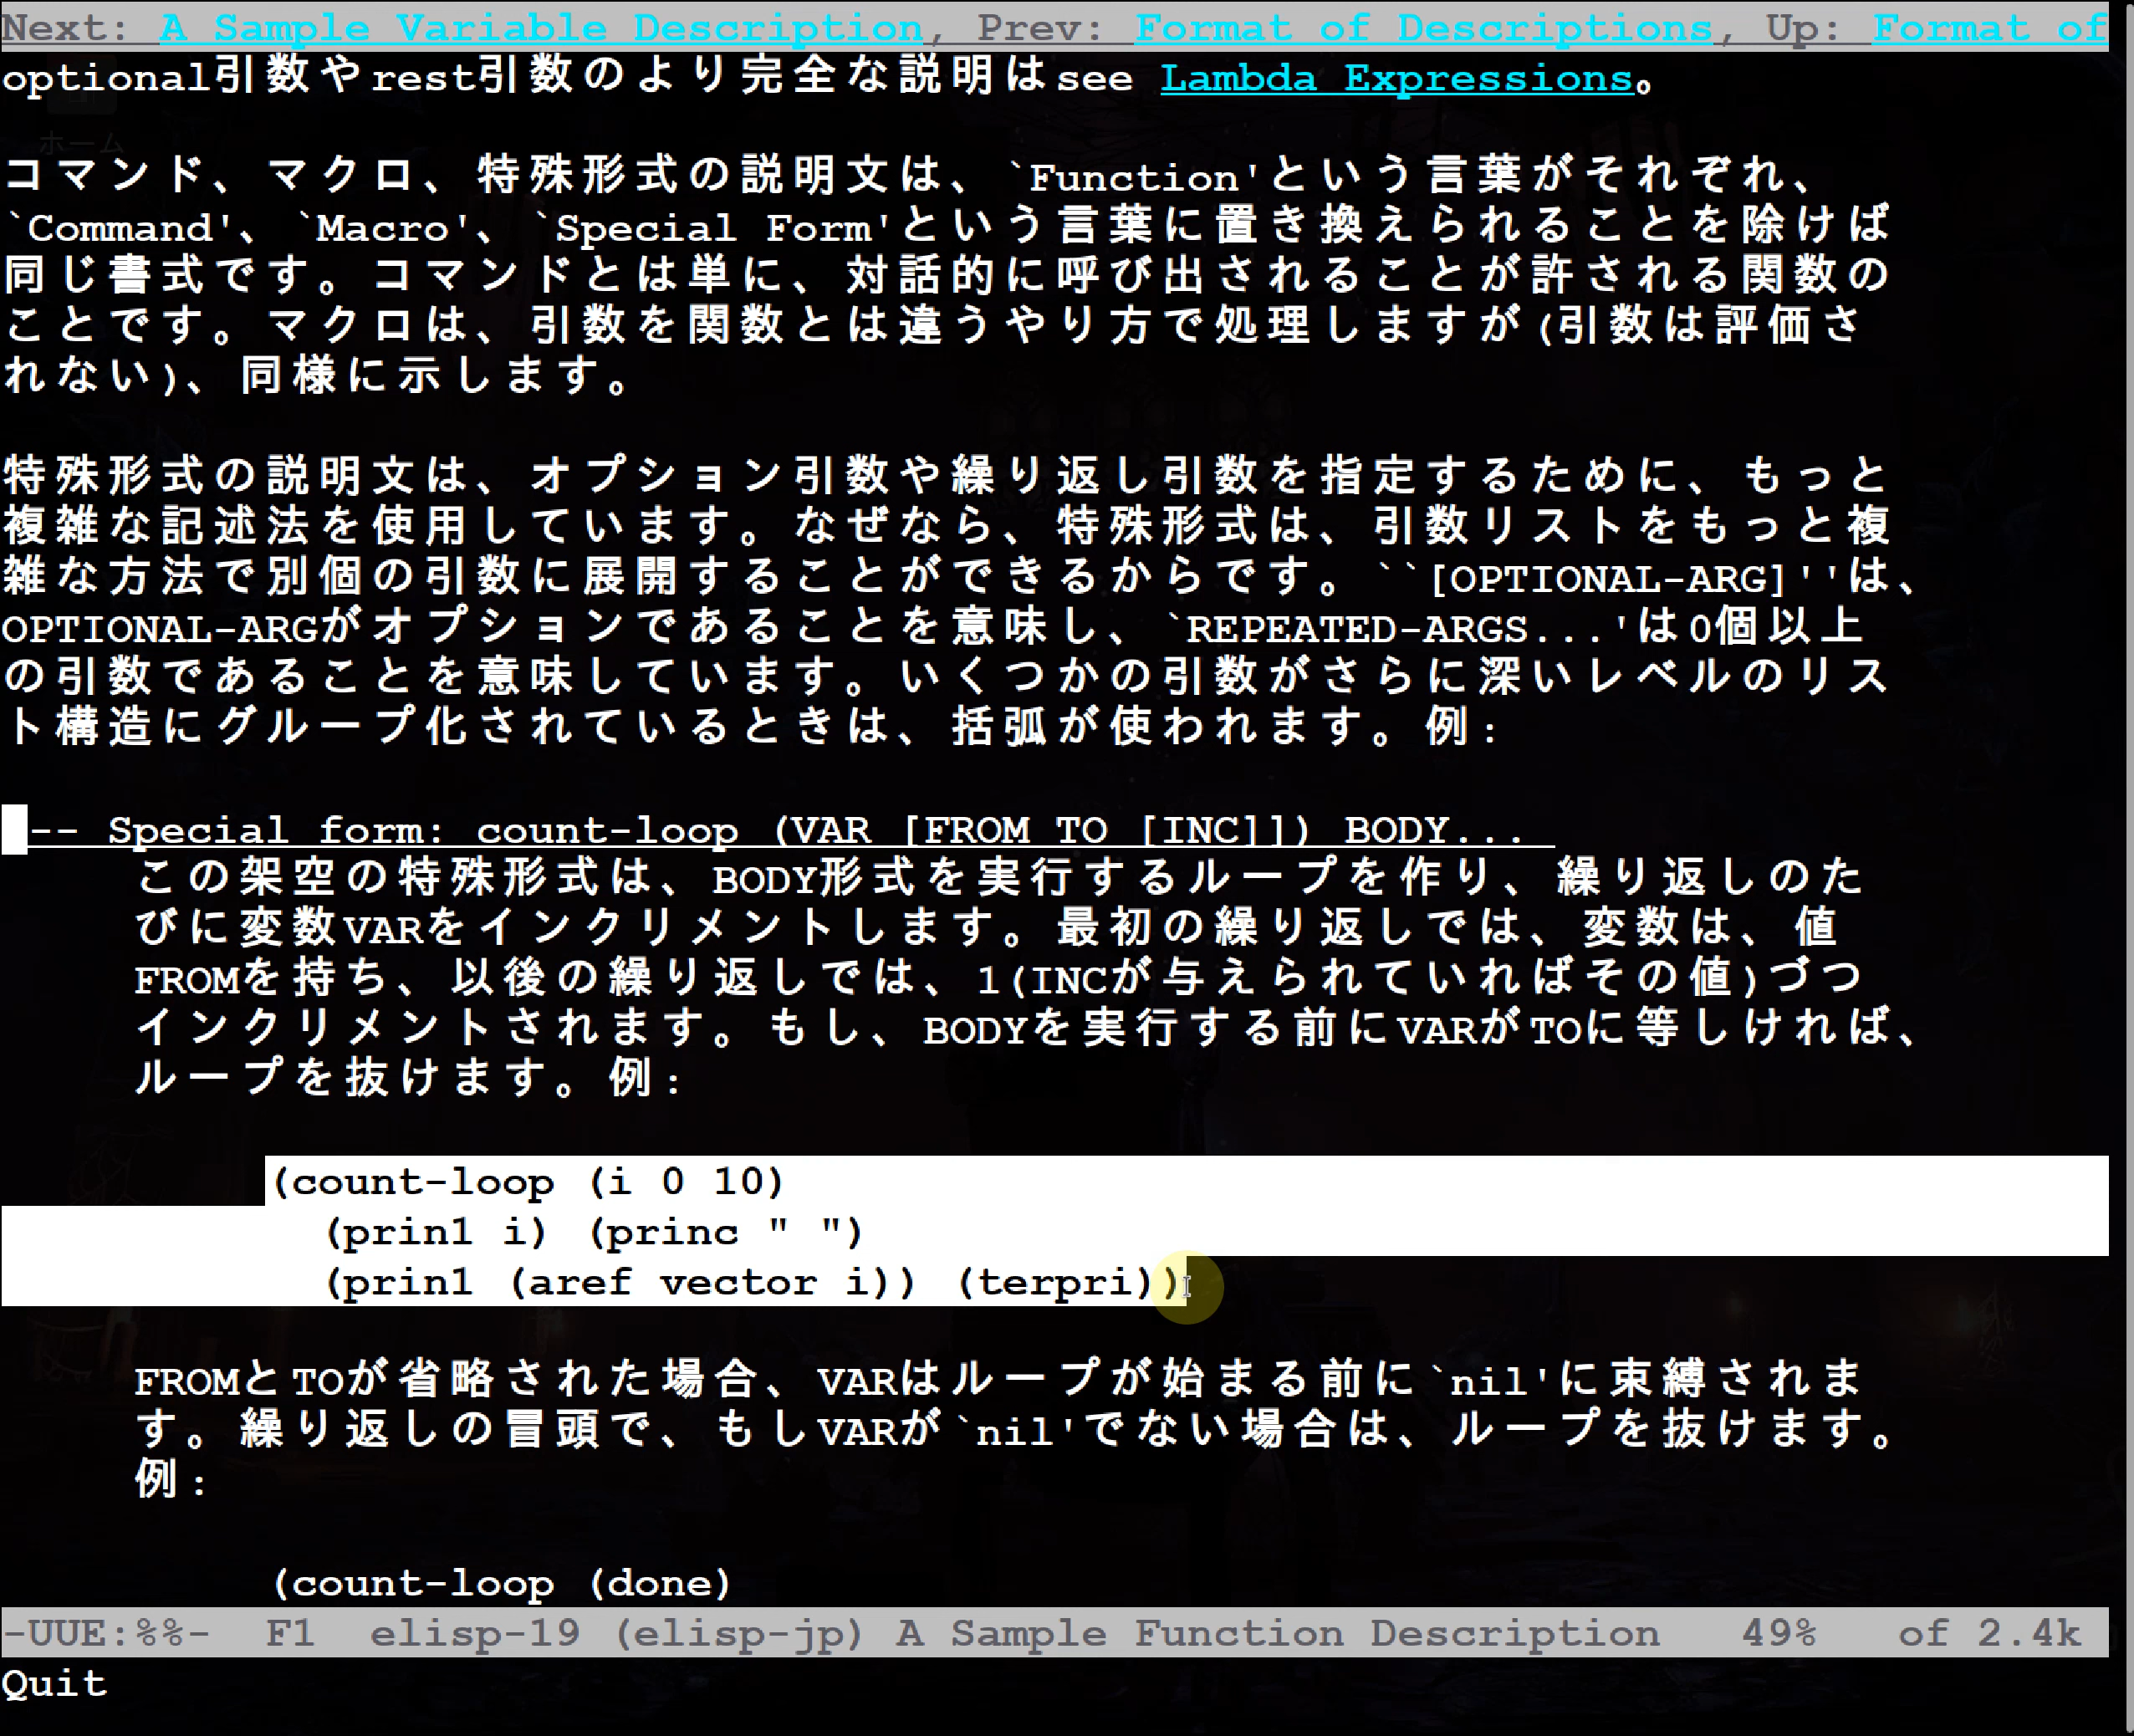 Next: A Sample Variable Description, Prev: Format of Descriptions, Up: Format of
optional引数やrest引数のより完全な説明はsee Lambda Expressions。
ホーム
コマンド、マクロ、特殊形式の説明文は、`Function'という言葉がそれぞれ、
`Command'、`Macro'、`Special Form'という言葉に置き換えられることを除けば
同じ書式です。コマンドとは単に、対話的に呼び出されることが許される関数の
ことです。マクロは、引数を関数とは違うやり方で処理しますが(引数は評価さ
れない)、同様に示します。
特殊形式の説明文は、オプション引数や繰り返し引数を指定するために、もっと
複雑な記述法を使用しています。なぜなら、特殊形式は、引数リストをもっと複
雑な方法で別個の引数に展開することができるからです。``[OPTIONAL-ARG]''は、
OPTIONAL-ARGがオプションであることを意味し、`REPEATED-ARGS...'は0個以上
の引数であることを意味しています。いくつかの引数がさらに深いレベルのリス
ト構造にグループ化されているときは、括弧が使われます。例:
-- Special form: count-loop (VAR [FROM TO [INC]]) BODY...
この架空の特殊形式は、BODY形式を実行するループを作り、繰り返しのた
びに変数VARをインクリメントします。最初の繰り返しでは、変数は、値
FROMを持ち、以後の繰り返しでは、1(INCが与えられていればその値)づつ
インクリメントされます。もし、BODYを実行する前にVARがTOに等しければ、
ループを抜けます。例:
(count-loop (i 0 10)
(prin1 i) (princ " ")
(prin1 (aref vector i)) (terpri))
FROMとTOが省略された場合、VARはループが始まる前に`nil'に束縛されま
す。繰り返しの冒頭で、もしVARが`nil'でない場合は、ループを抜けます。
例:
(count-loop (done)
-UUE:%%-  F1  elisp-19 (elisp-jp) A Sample Function Description   49%   of 2.4k
Quit